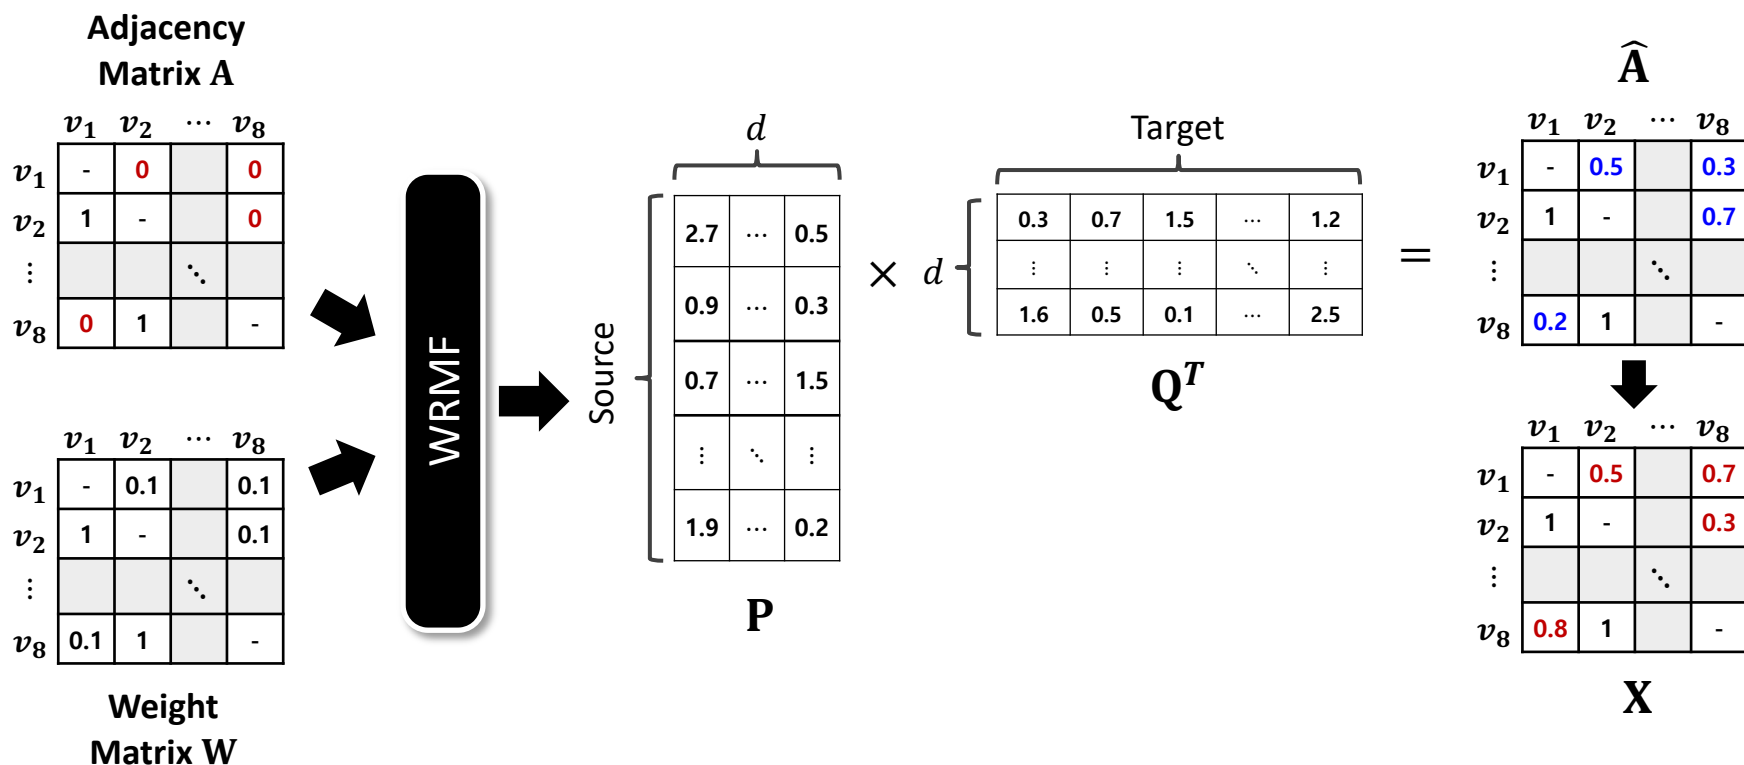 Adjacency
Matrix A
v1 v2 ⋯ v8
v1 - 0 0
v2 1 - 0
⋮ ⋱
v8 0 1 -
v1 v2 ⋯ v8
v1 - 0.1 0.1
v2 1 - 0.1
⋮ ⋱
v8 0.1 1 -
Weight
Matrix W
WRMF
d
Source
2.7 ⋯ 0.5
0.9 ⋯ 0.3
0.7 ⋯ 1.5
⋮ ⋱ ⋮
1.9 ⋯ 0.2
P
×
Target
d
0.3 0.7 1.5 ⋯ 1.2
⋮ ⋮ ⋮ ⋱ ⋮
1.6 0.5 0.1 ⋯ 2.5
Q^T
=
Â
v1 v2 ⋯ v8
v1 - 0.5 0.3
v2 1 - 0.7
⋮ ⋱
v8 0.2 1 -
v1 v2 ⋯ v8
v1 - 0.5 0.7
v2 1 - 0.3
⋮ ⋱
v8 0.8 1 -
X